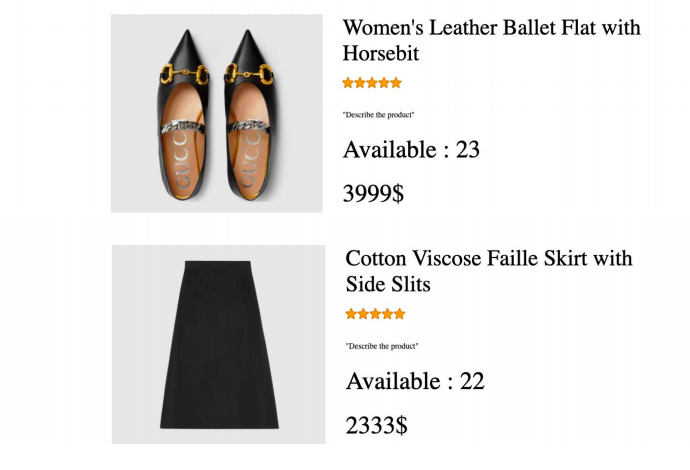 Women's Leather Ballet Flat with
Horsebit
"Describe the product"
Available : 23
3999$
GUCCI
GUCCI
Cotton Viscose Faille Skirt with
Side Slits
"Describe the product"
Available : 22
2333$